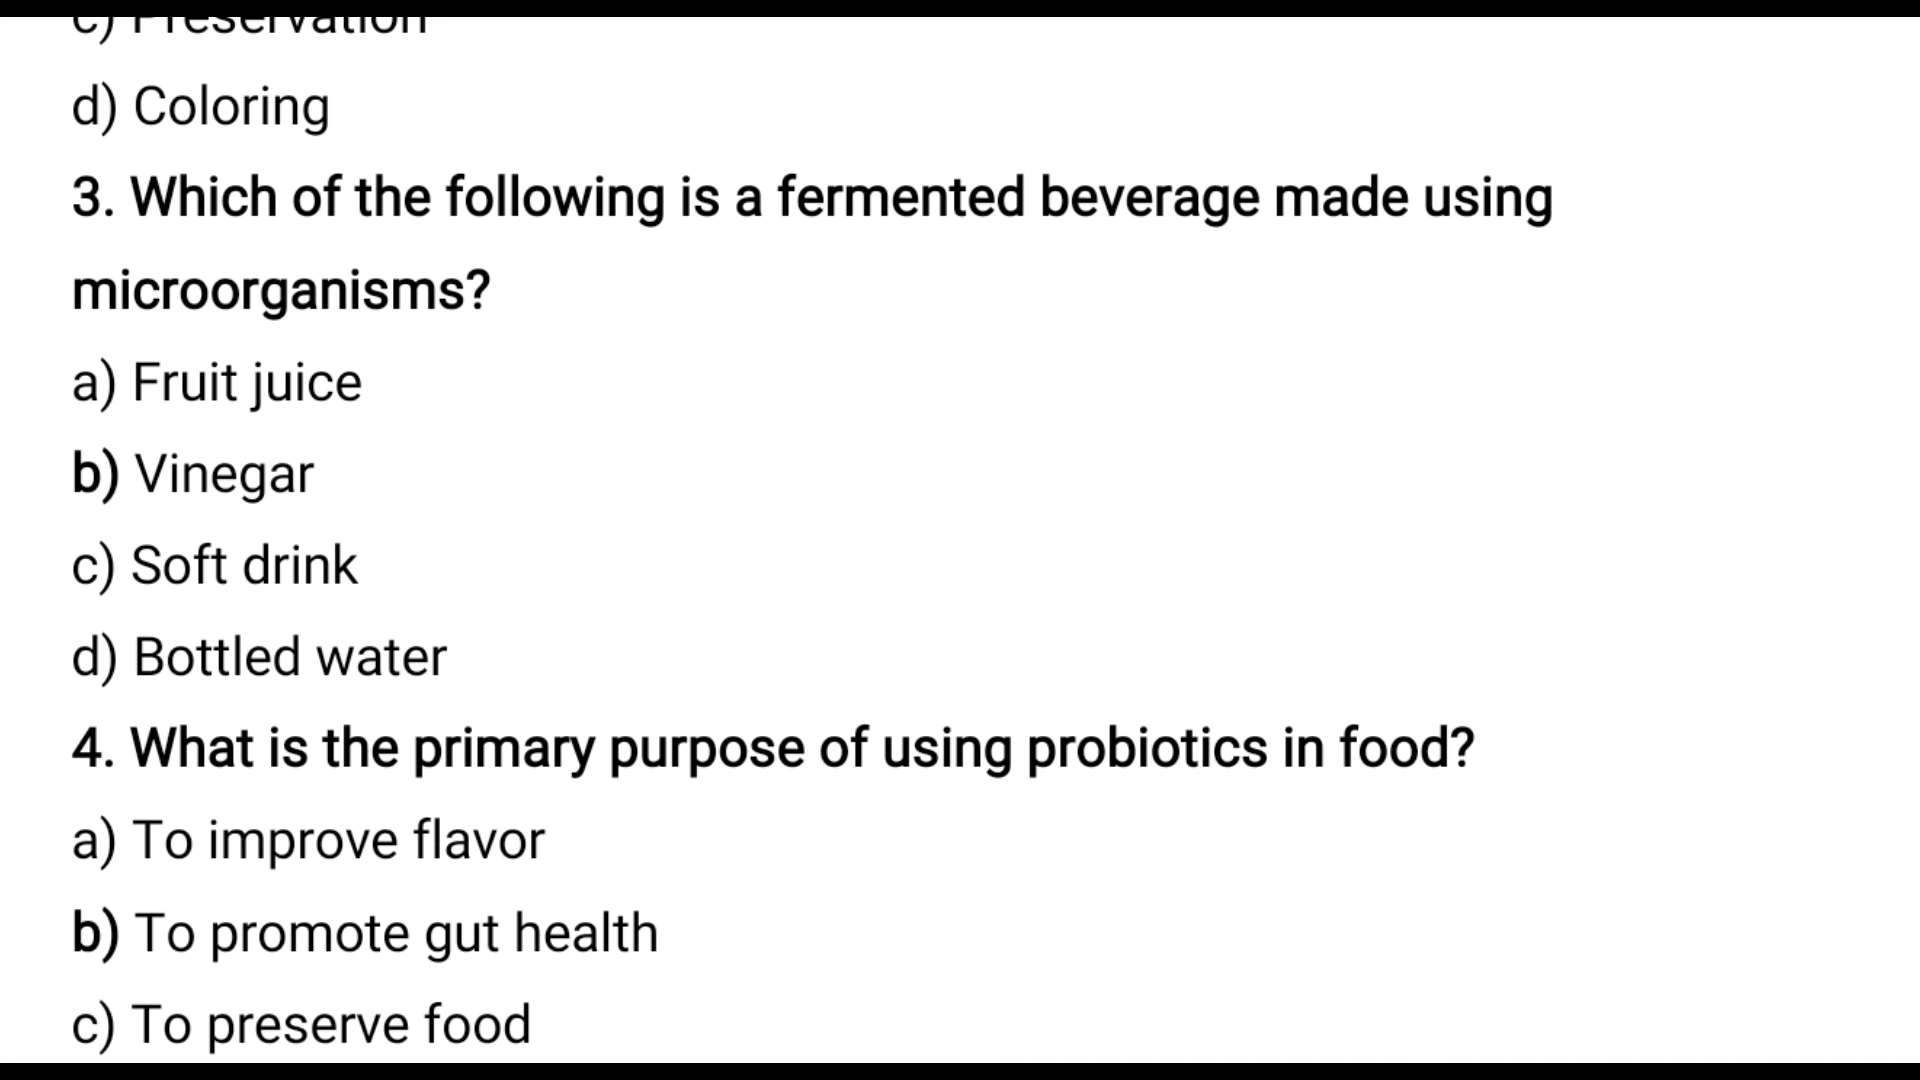 c) Preservation
d) Coloring
3. Which of the following is a fermented beverage made using
microorganisms?
a) Fruit juice
b) Vinegar
c) Soft drink
d) Bottled water
4. What is the primary purpose of using probiotics in food?
a) To improve flavor
b) To promote gut health
c) To preserve food